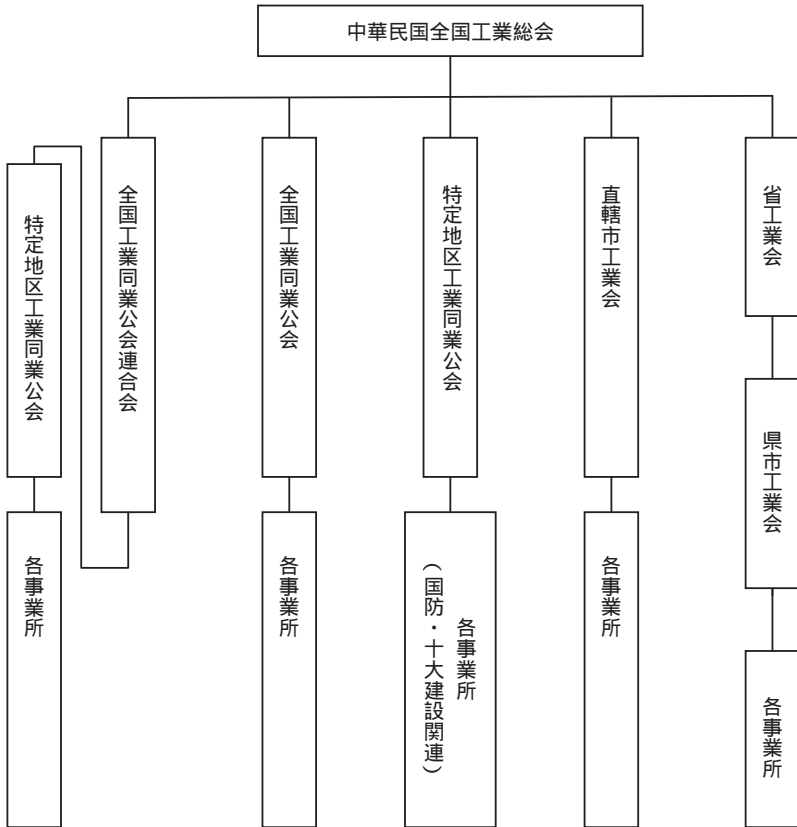 中華民国全国工業総会
特定地区工業同業公会
全国工業同業公会連合会
全国工業同業公会
特定地区工業同業公会
直轄市工業会
省工業会
県市工業会
各事業所
各事業所
各事業所
（国防・十大建設関連）
各事業所
各事業所